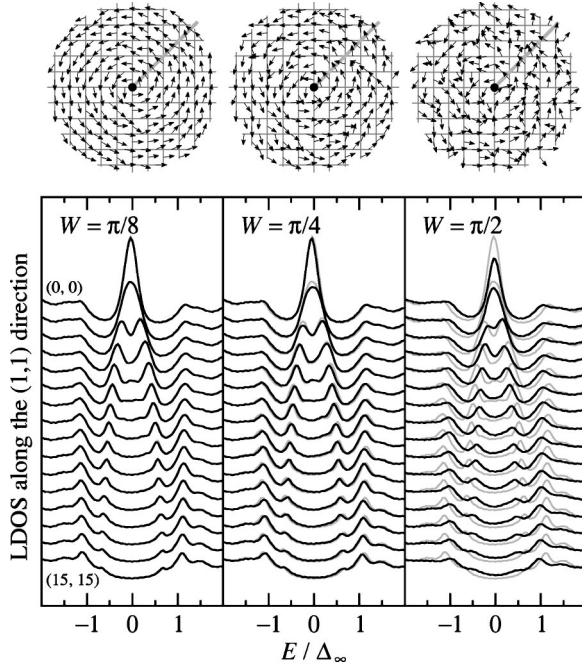 W = π/8
W = π/4
W = π/2
(0, 0)
LDOS along the (1,1) direction
(15, 15)
−1 0 1 −1 0 1 −1 0 1
E / Δ∞